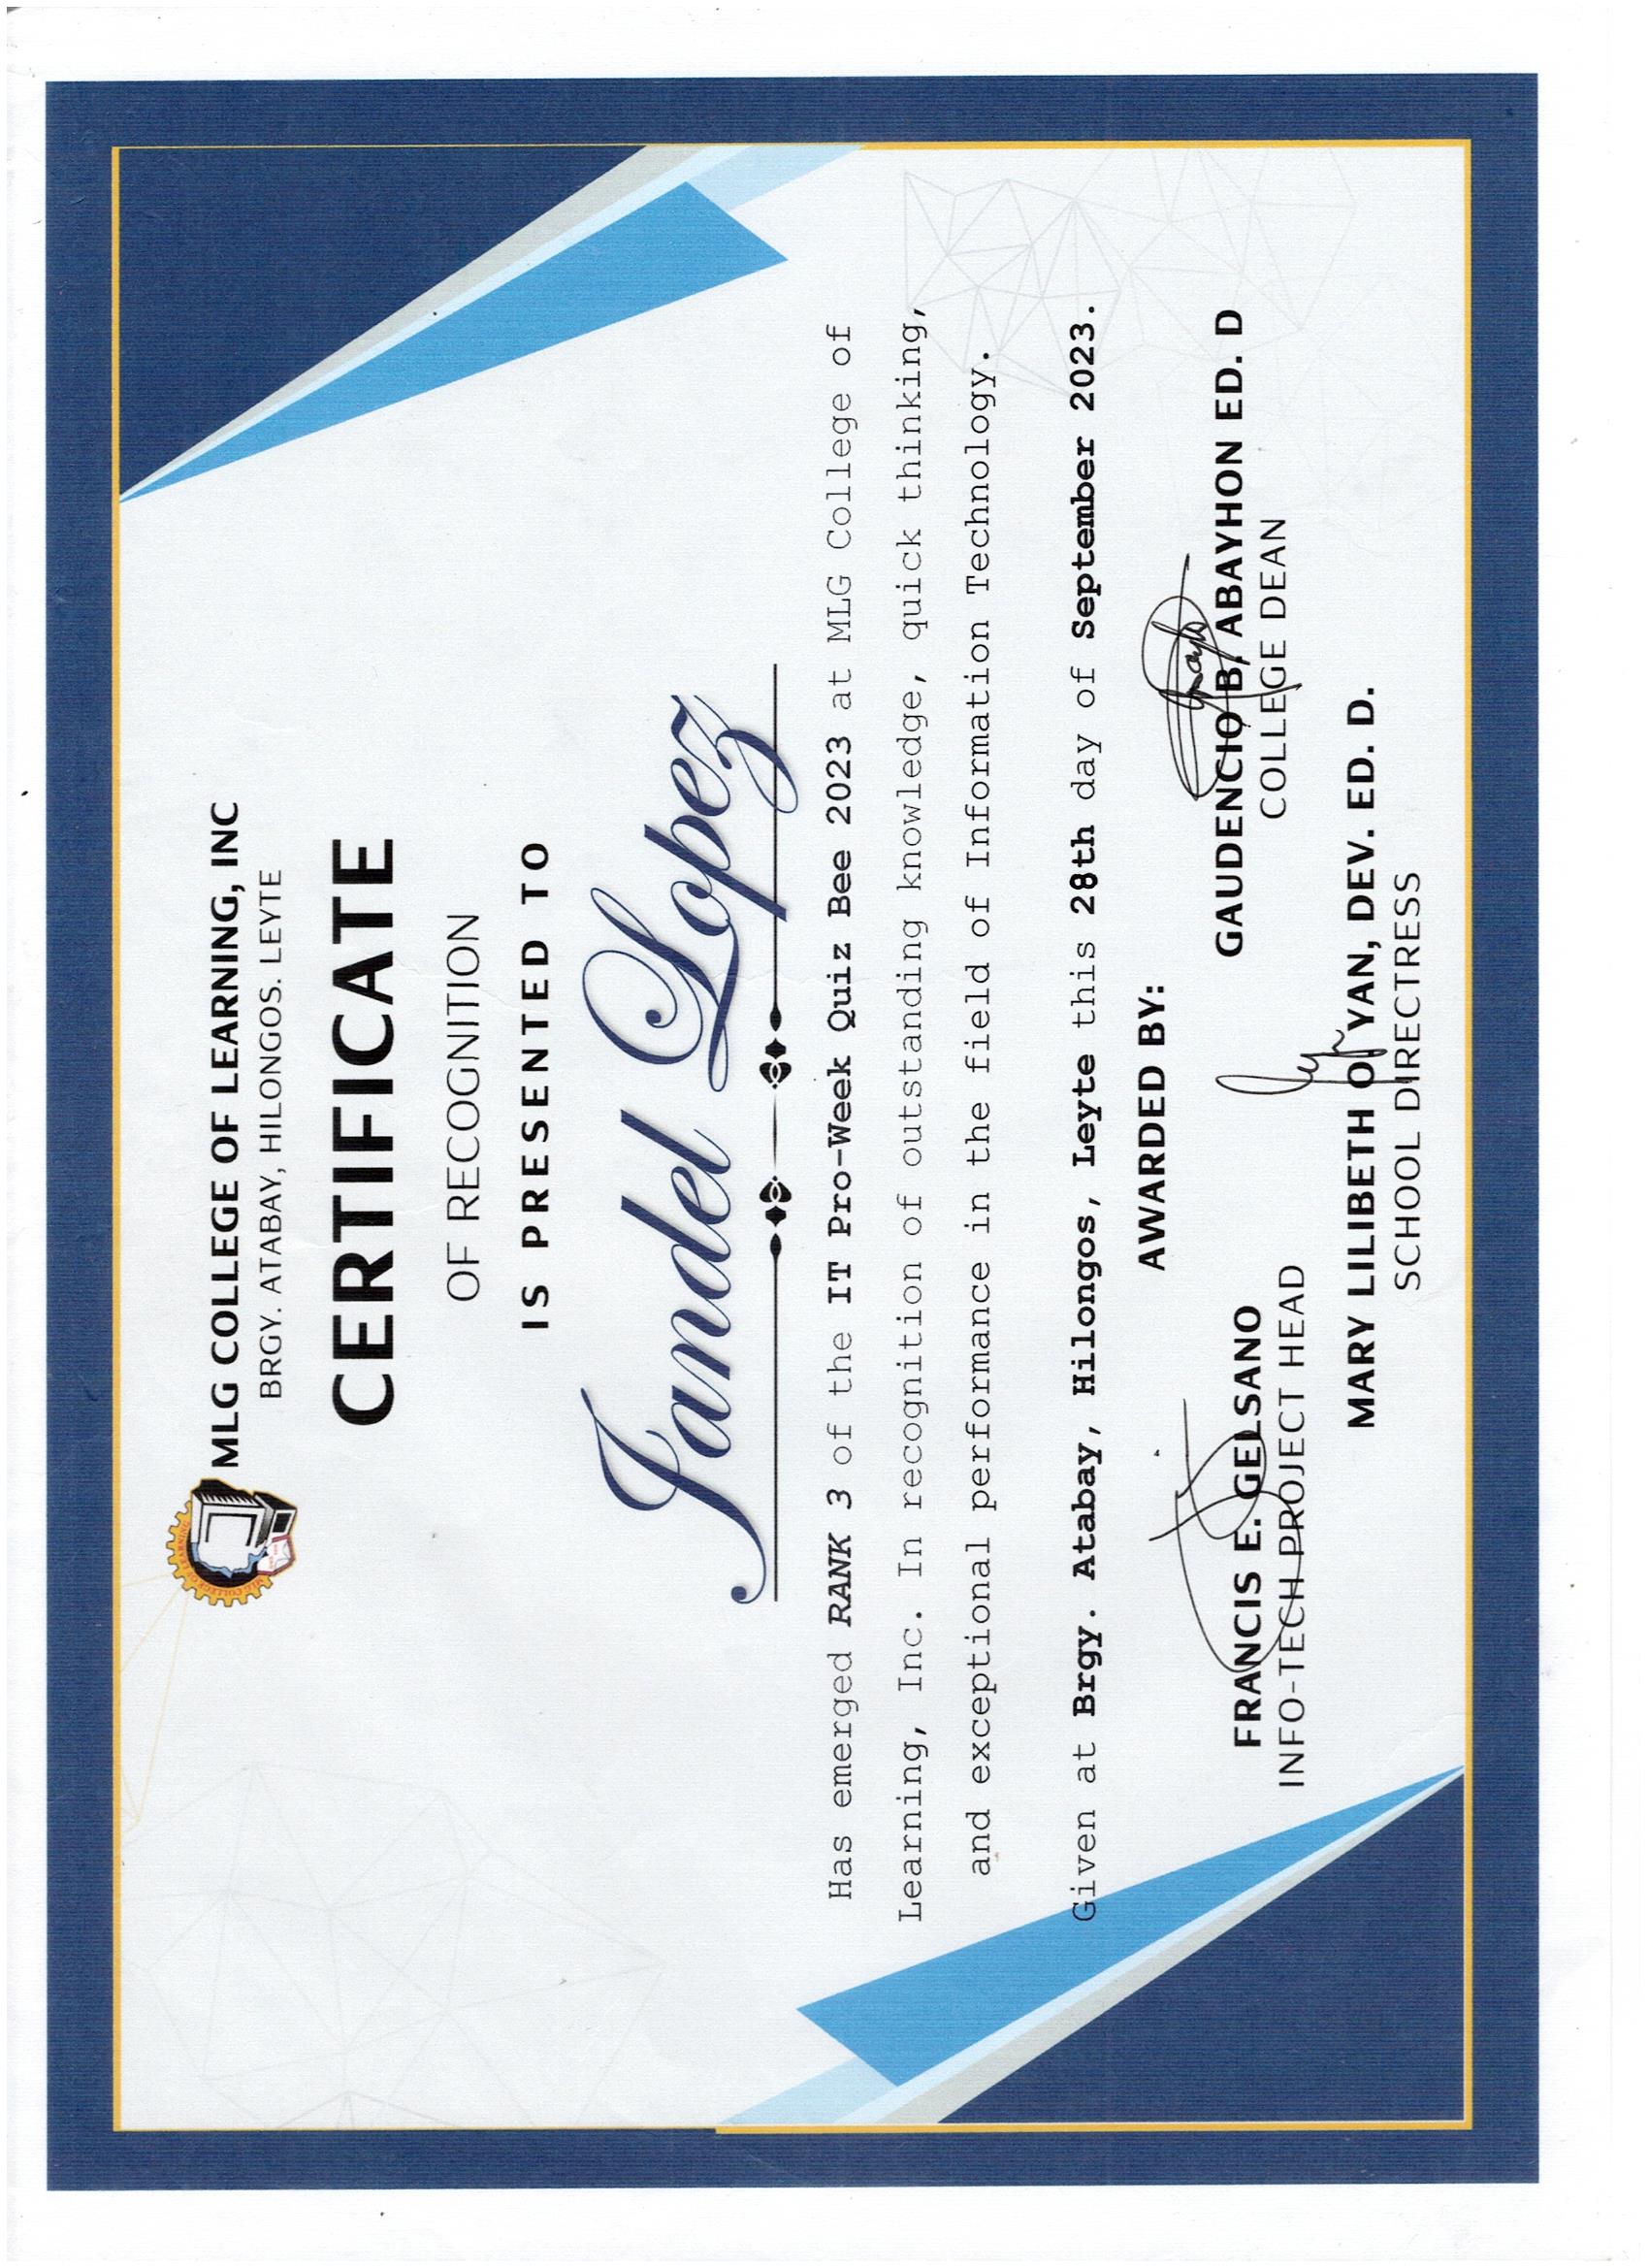 MLG COLLEGE OF LEARNING
MLG COLLEGE OF LEARNING, INC
BRGY. ATABAY, HILONGOS. LEYTE
CERTIFICATE
OF RECOGNITION
IS PRESENTED TO
Jandel Lopez
Has emerged RANK 3 of the IT Pro-Week Quiz Bee 2023 at MLG College of
Learning, Inc. In recognition of outstanding knowledge, quick thinking,
and exceptional performance in the field of Information Technology.
Given at Brgy. Atabay, Hilongos, Leyte this 28th day of September 2023.
AWARDED BY:
FRANCIS E. GELSANO
INFO-TECH PROJECT HEAD
GAUDENCIO B. ABAYHON ED. D
COLLEGE DEAN
MARY LILIBETH O. YAN, DEV. ED. D.
SCHOOL DIRECTRESS